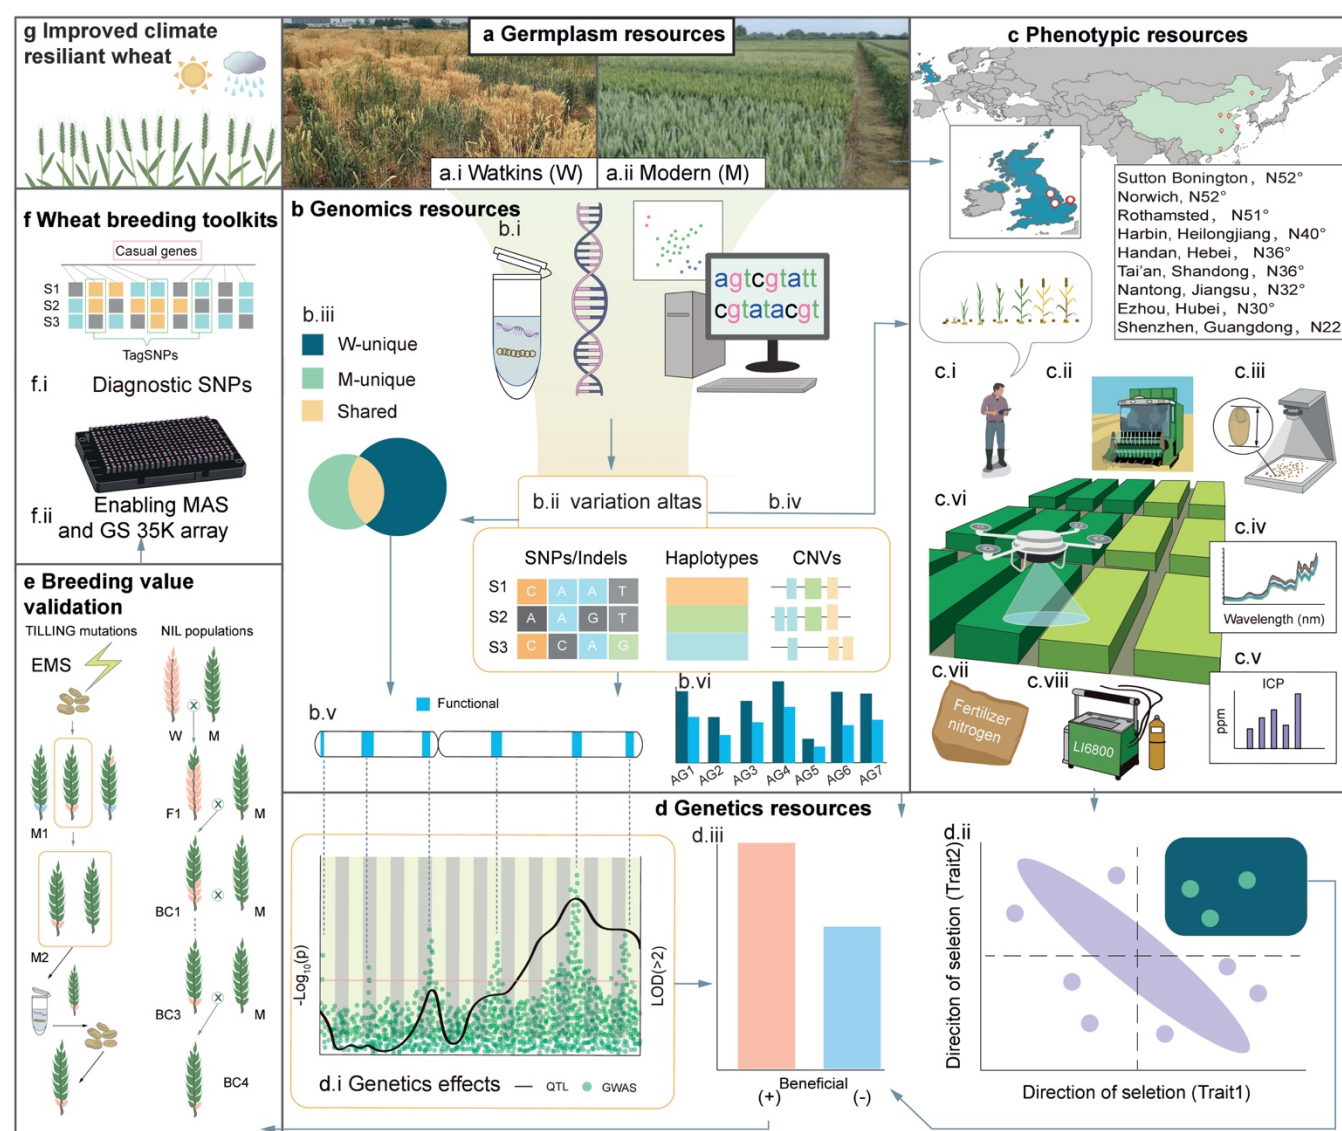 g Improved climate
resiliant wheat
a Germplasm resources
a.i Watkins (W)
a.ii Modern (M)
c Phenotypic resources
Sutton Bonington, N52°
Norwich, N52°
Rothamsted, N51°
Harbin, Heilongjiang, N40°
Handan, Hebei, N36°
Tai'an, Shandong, N36°
Nantong, Jiangsu, N32°
Ezhou, Hubei, N30°
Shenzhen, Guangdong, N22
c.i
c.ii
c.iii
c.vi
c.iv
Wavelength (nm)
c.v
ICP
ppm
c.vii
Fertilizer
nitrogen
c.viii
LI6800
b Genomics resources
b.i
agtcgtatt
cgtatacgt
b.iii
W-unique
M-unique
Shared
b.ii variation altas
b.iv
SNPs/Indels
Haplotypes
CNVs
S1
C A A T
S2
A A G T
S3
C C A G
b.v
Functional
b.vi
AG1 AG2 AG3 AG4 AG5 AG6 AG7
f Wheat breeding toolkits
Casual genes
S1
S2
S3
TagSNPs
f.i
Diagnostic SNPs
f.ii
Enabling MAS
and GS 35K array
e Breeding value
validation
TILLING mutations
NIL populations
EMS
W
M
M1
F1
M
BC1
M
M2
BC3
M
BC4
d Genetics resources
-Log10(p)
LOD(>2)
d.i Genetics effects
QTL
GWAS
d.iii
Beneficial
(+)
(-)
d.ii
Direciton of seletion (Trait2)
Direction of seletion (Trait1)